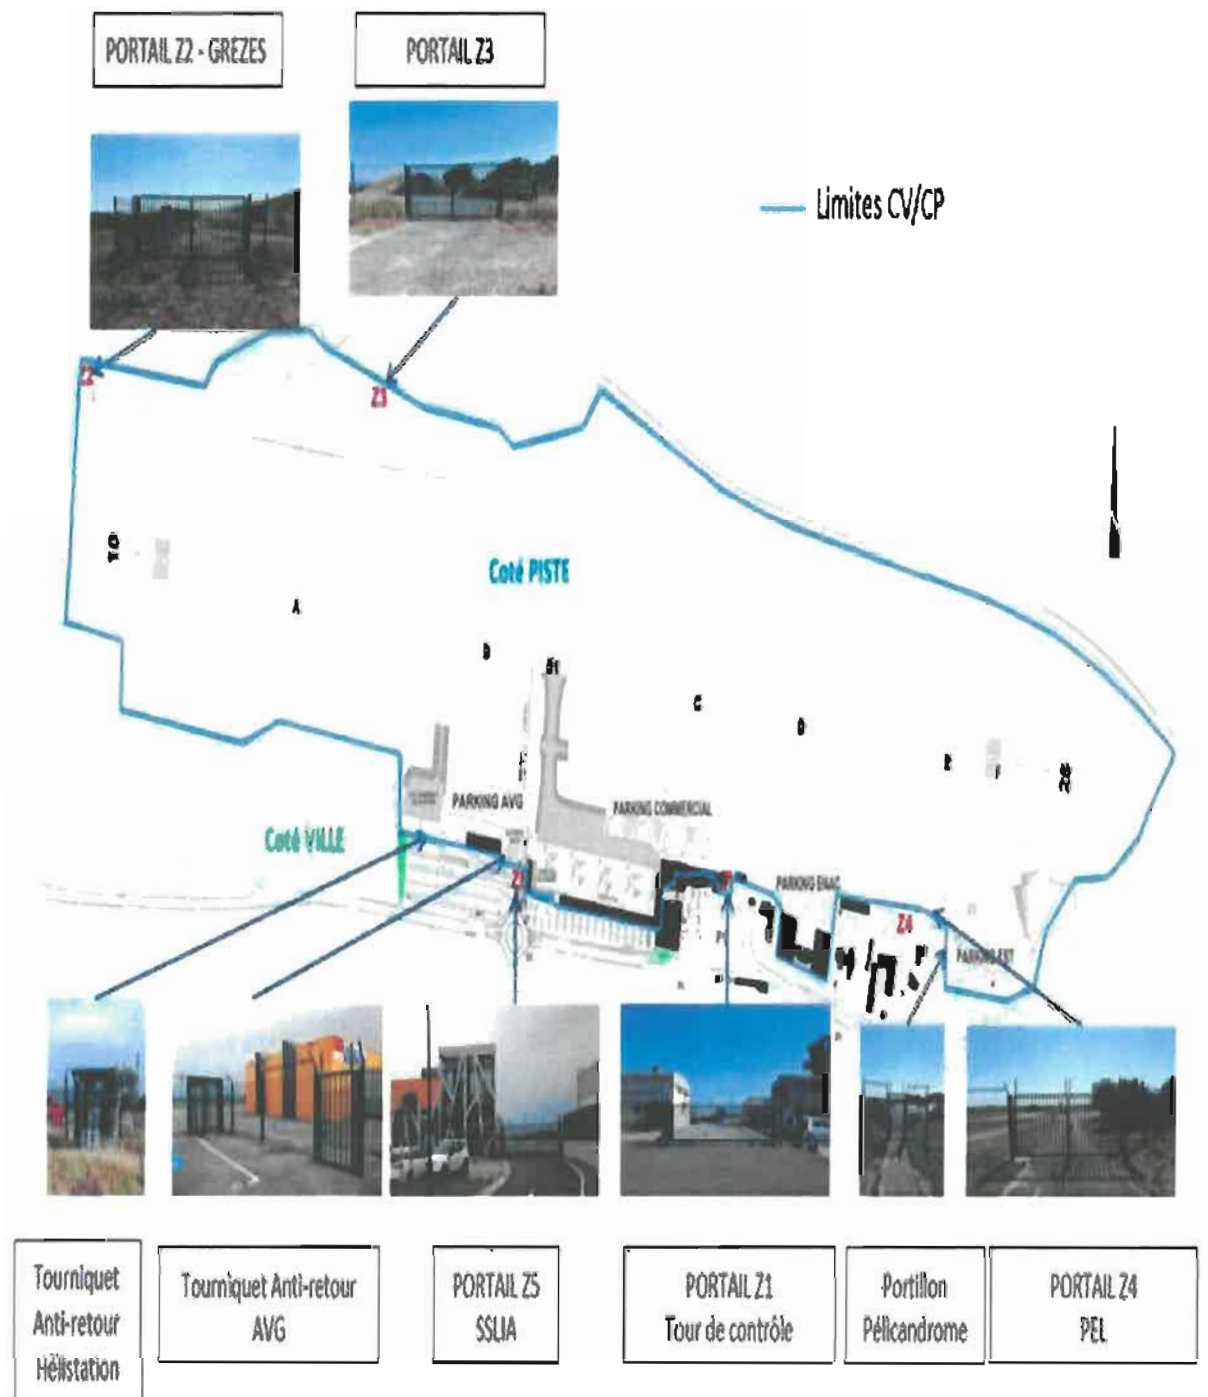 PORTAIL Z2 - GREZES
PORTAIL Z3
Limites CV/CP
Z2
Z3
10
Coté PISTE
A
B
C
D
28
PARKING AVG
PARKING COMMERCIAL
Coté VILLE
PARKING ENAC
Z4
PARKING EST
Tourniquet
Anti-retour
Hélistation
Tourniquet Anti-retour
AVG
PORTAIL Z5
SSLIA
PORTAIL Z1
Tour de contrôle
Portillon
Pélicandrome
PORTAIL Z4
PEL